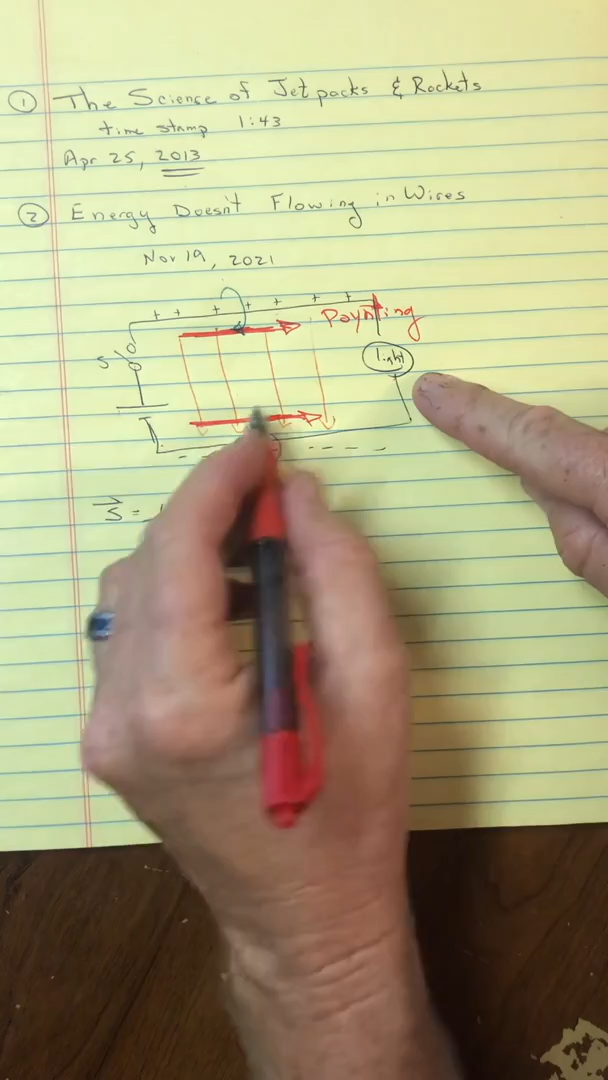 ① The Science of Jetpacks & Rockets
time stamp 1:43
Apr 25, 2013
② Energy Doesn't Flowing in Wires
Nov 19, 2021
+ + + + + + +
Poynting
S
light
S⃗ =